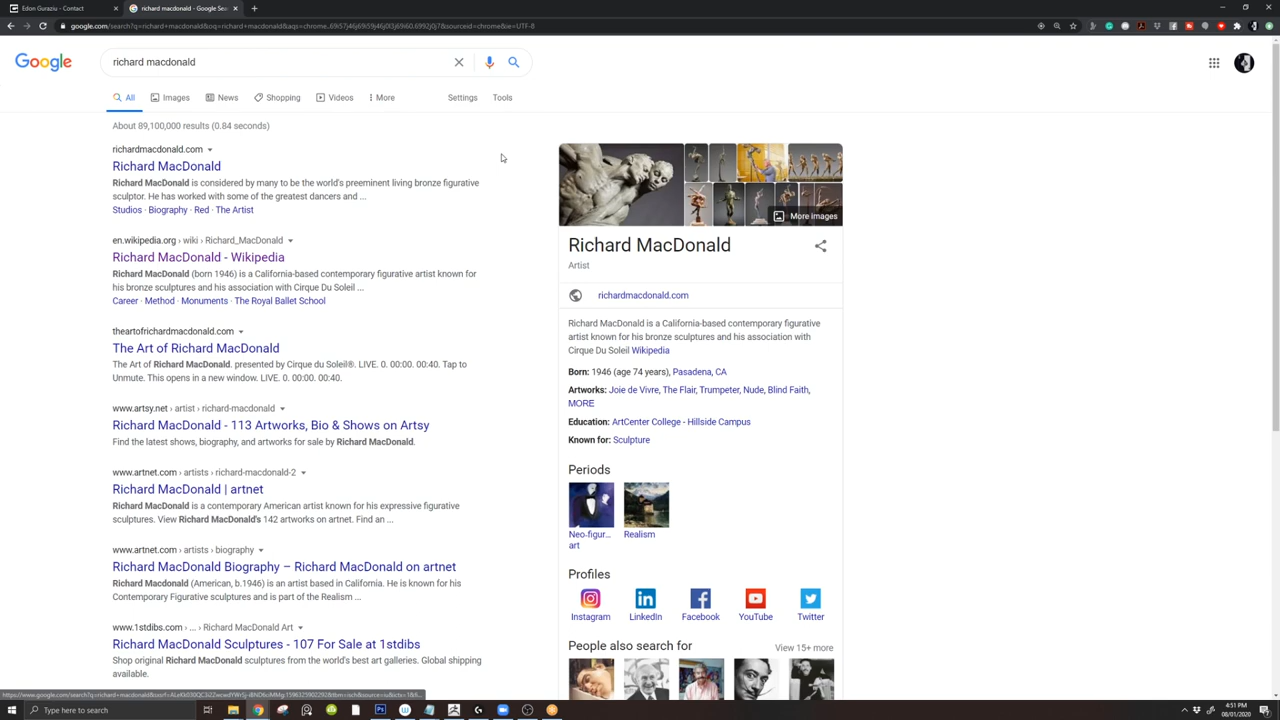 Edon Guraziu - Contact
richard macdonald - Google Sea
Google
richard macdonald
All
Images
News
Shopping
Videos
More
Settings
Tools
About 89,100,000 results (0.84 seconds)
richardmacdonald.com
Richard MacDonald
Richard MacDonald is considered by many to be the world's preeminent living bronze figurative
sculptor. He has worked with some of the greatest dancers and ...
Studios · Biography · Red · The Artist
en.wikipedia.org › wiki › Richard_MacDonald
Richard MacDonald - Wikipedia
Richard MacDonald (born 1946) is a California-based contemporary figurative artist known for
his bronze sculptures and his association with Cirque Du Soleil ...
Career · Method · Monuments · The Royal Ballet School
theartofrichardmacdonald.com
The Art of Richard MacDonald
The Art of Richard MacDonald. presented by Cirque du Soleil®. LIVE. 0. 00:00. 00:40. Tap to
Unmute. This opens in a new window. LIVE. 0. 00:00. 00:40.
www.artsy.net › artist › richard-macdonald
Richard MacDonald - 113 Artworks, Bio & Shows on Artsy
Find the latest shows, biography, and artworks for sale by Richard MacDonald.
www.artnet.com › artists › richard-macdonald-2
Richard MacDonald | artnet
Richard MacDonald is a contemporary American artist known for his expressive figurative
sculptures. View Richard MacDonald's 142 artworks on artnet. Find an ...
www.artnet.com › artists › biography
Richard MacDonald Biography – Richard MacDonald on artnet
Richard Macdonald (American, b.1946) is an artist based in California. He is known for his
Contemporary Figurative sculptures and is part of the Realism ...
www.1stdibs.com › ... › Richard MacDonald Art
Richard MacDonald Sculptures - 107 For Sale at 1stdibs
Shop original Richard MacDonald sculptures from the world's best art galleries. Global shipping
available.
More images
Richard MacDonald
Artist
richardmacdonald.com
Richard MacDonald is a California-based contemporary figurative
artist known for his bronze sculptures and his association with
Cirque Du Soleil Wikipedia
Born: 1946 (age 74 years), Pasadena, CA
Artworks: Joie de Vivre, The Flair, Trumpeter, Nude, Blind Faith,
MORE
Education: ArtCenter College - Hillside Campus
Known for: Sculpture
Periods
Neo-figur...
art
Realism
Profiles
Instagram
LinkedIn
Facebook
YouTube
Twitter
People also search for
View 15+ more
Type here to search
4:51 PM
08/01/2020